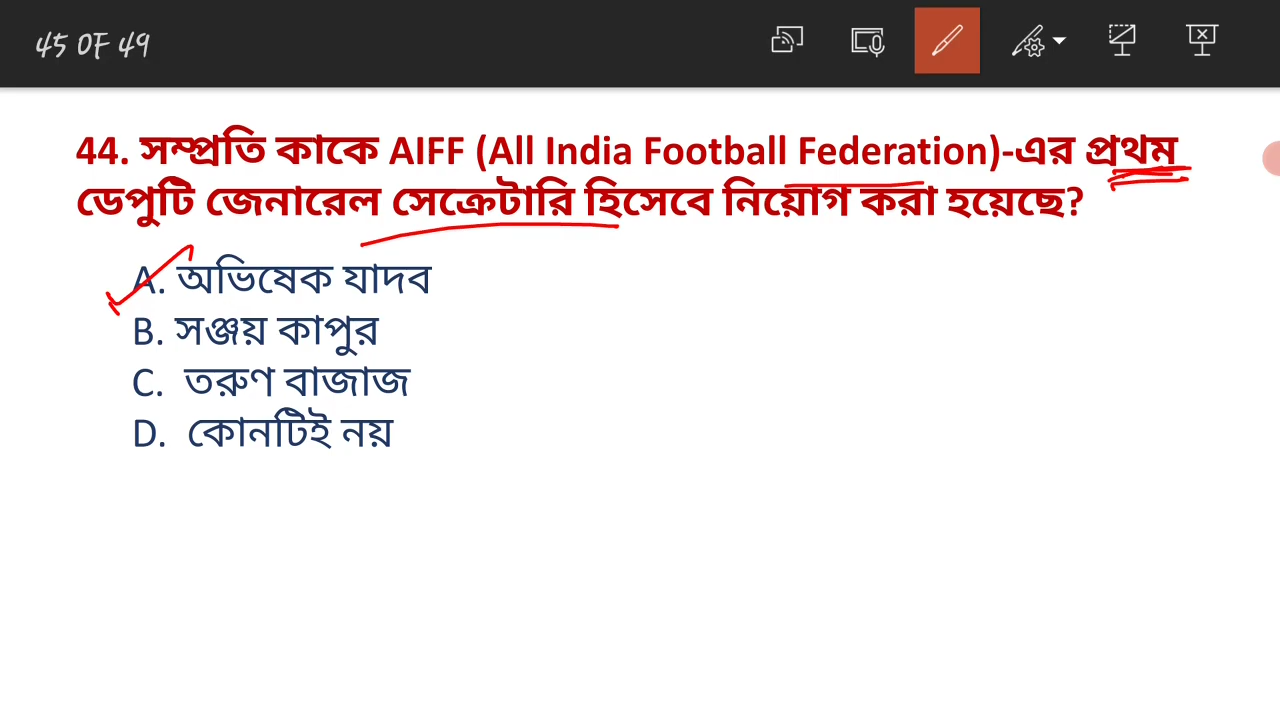 45 OF 49
44. সম্প্রতি কাকে AIFF (All India Football Federation)-এর প্রথম
ডেপুটি জেনারেল সেক্রেটারি হিসেবে নিয়োগ করা হয়েছে?
A. অভিষেক যাদব
B. সঞ্জয় কাপুর
C. তরুণ বাজাজ
D. কোনটিই নয়